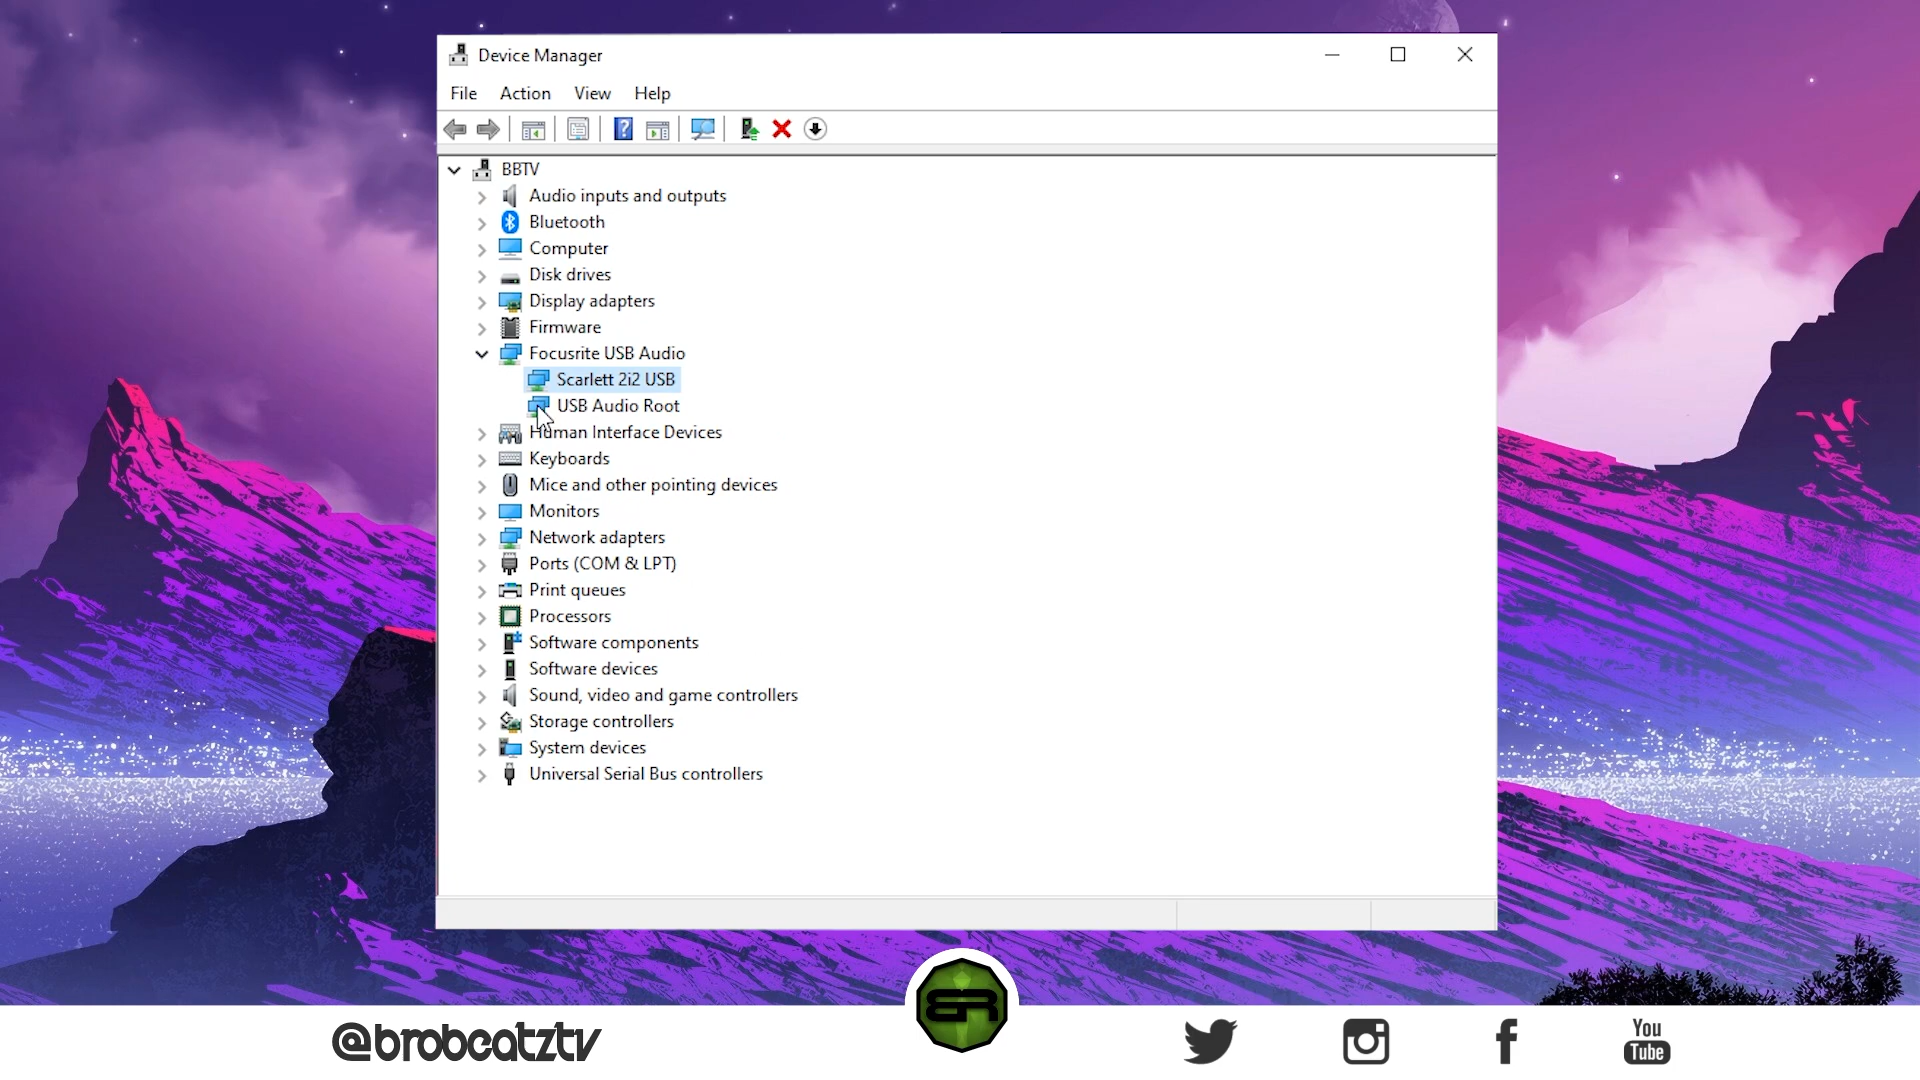 Device Manager
File Action View Help
BBTV
Audio inputs and outputs
Bluetooth
Computer
Disk drives
Display adapters
Firmware
Focusrite USB Audio
Scarlett 2i2 USB
USB Audio Root
Human Interface Devices
Keyboards
Mice and other pointing devices
Monitors
Network adapters
Ports (COM & LPT)
Print queues
Processors
Software components
Software devices
Sound, video and game controllers
Storage controllers
System devices
Universal Serial Bus controllers
@brobeatztv
You
Tube